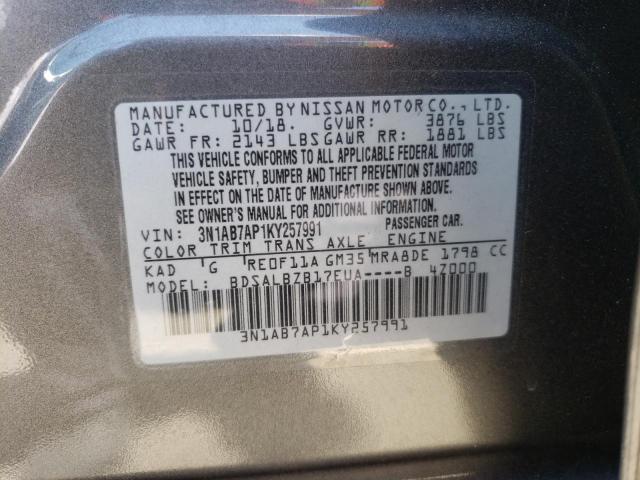 MANUFACTURED BY NISSAN MOTOR CO., LTD.
DATE: 10/18. GVWR: 3876 LBS
GAWR FR: 2143 LBS GAWR RR: 1881 LBS
THIS VEHICLE CONFORMS TO ALL APPLICABLE FEDERAL MOTOR
VEHICLE SAFETY, BUMPER AND THEFT PREVENTION STANDARDS
IN EFFECT ON THE DATE OF MANUFACTURE SHOWN ABOVE.
SEE OWNER'S MANUAL FOR ADDITIONAL INFORMATION.
VIN: 3N1AB7AP1KY257991 PASSENGER CAR.
COLOR TRIM TRANS AXLE ENGINE
KAD G RE0F11A GM35 MRA8DE 1798 CC
MODEL: BDSALBZB17EUA----B 4Z000
3N1AB7AP1KY257991